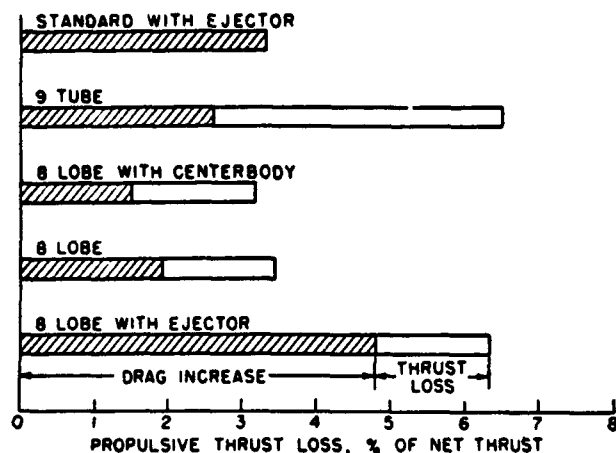 STANDARD WITH EJECTOR
9 TUBE
8 LOBE WITH CENTERBODY
8 LOBE
8 LOBE WITH EJECTOR
DRAG INCREASE
THRUST
LOSS
0 1 2 3 4 5 6 7 8
PROPULSIVE THRUST LOSS, % OF NET THRUST